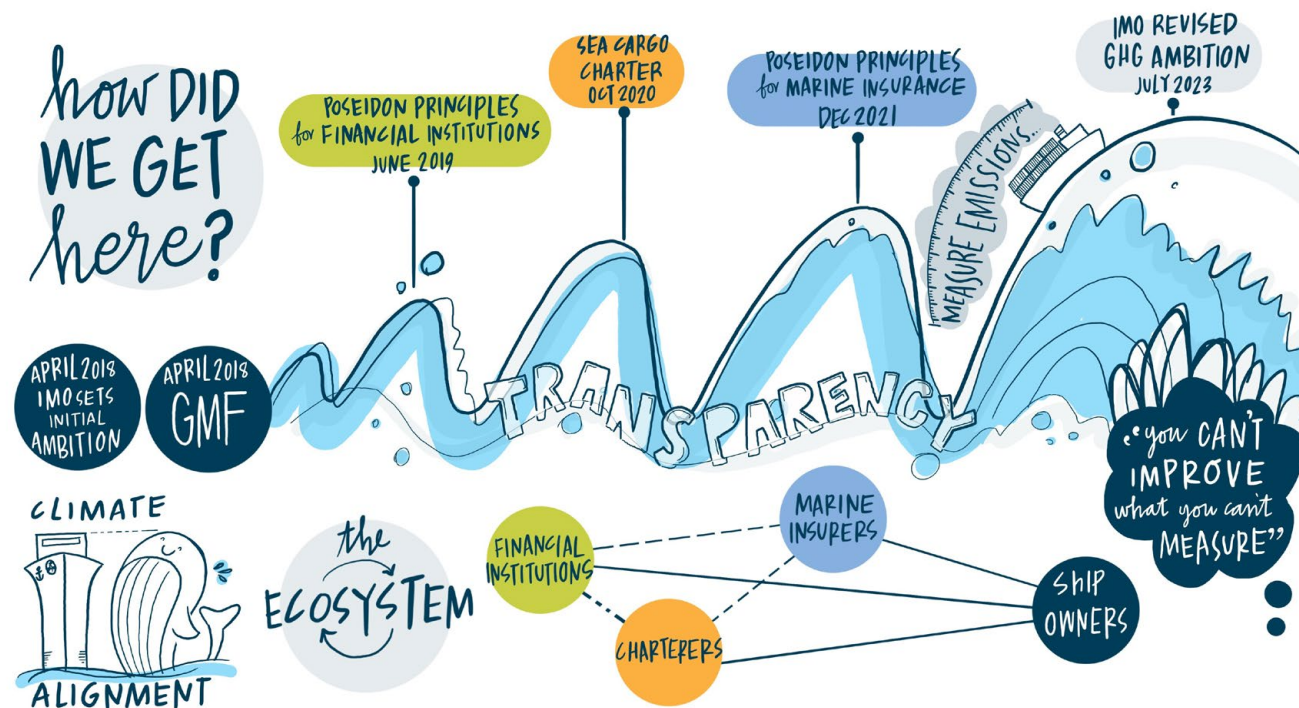 how DID
WE GET
here?
POSEIDON PRINCIPLES
for FINANCIAL INSTITUTIONS
JUNE 2019
SEA CARGO
CHARTER
OCT 2020
POSEIDON PRINCIPLES
for MARINE INSURANCE
DEC 2021
IMO REVISED
GHG AMBITION
JULY 2023
MEASURE EMISSIONS...
APRIL 2018
IMO SETS
INITIAL
AMBITION
APRIL 2018
GMF
TRANSPARENCY
"you CAN'T
IMPROVE
what you can't
MEASURE"
CLIMATE
ALIGNMENT
the
ECOSYSTEM
FINANCIAL
INSTITUTIONS
MARINE
INSURERS
CHARTERERS
SHIP
OWNERS